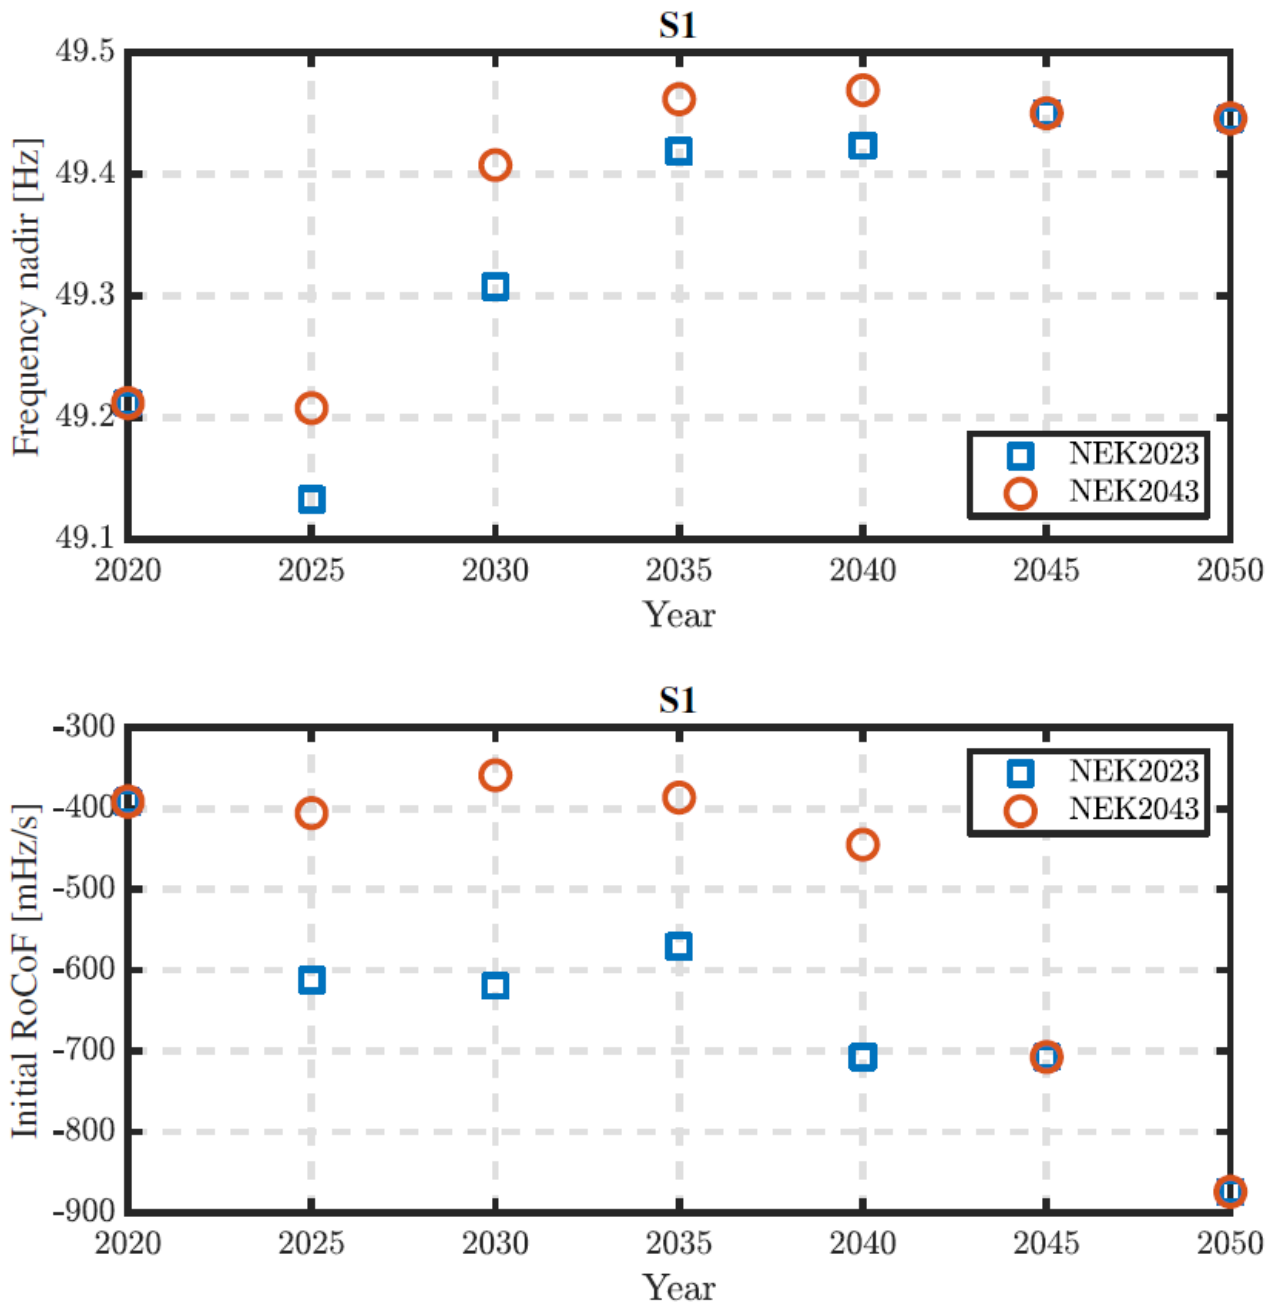 S1
49.5
49.4
49.3
49.2
49.1
Frequency nadir [Hz]
NEK2023
NEK2043
2020 2025 2030 2035 2040 2045 2050
Year
S1
-300
-400
-500
-600
-700
-800
-900
Initial RoCoF [mHz/s]
NEK2023
NEK2043
2020 2025 2030 2035 2040 2045 2050
Year